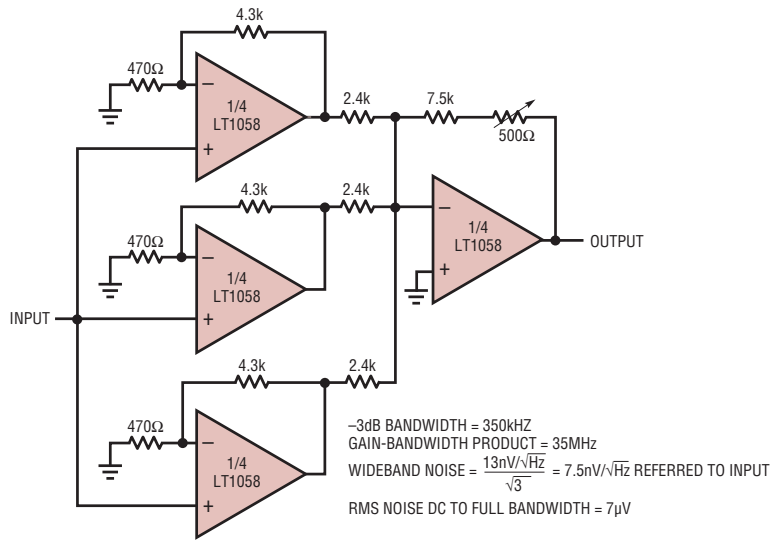 4.3k
470Ω
–
1/4
LT1058
+
2.4k
7.5k
500Ω
4.3k
2.4k
470Ω
–
1/4
LT1058
+
–
1/4
LT1058
+
OUTPUT
INPUT
4.3k
2.4k
470Ω
–
1/4
LT1058
+
–3dB BANDWIDTH = 350kHZ
GAIN-BANDWIDTH PRODUCT = 35MHz
WIDEBAND NOISE = 13nV/√Hz / √3 = 7.5nV/√Hz REFERRED TO INPUT
RMS NOISE DC TO FULL BANDWIDTH = 7µV